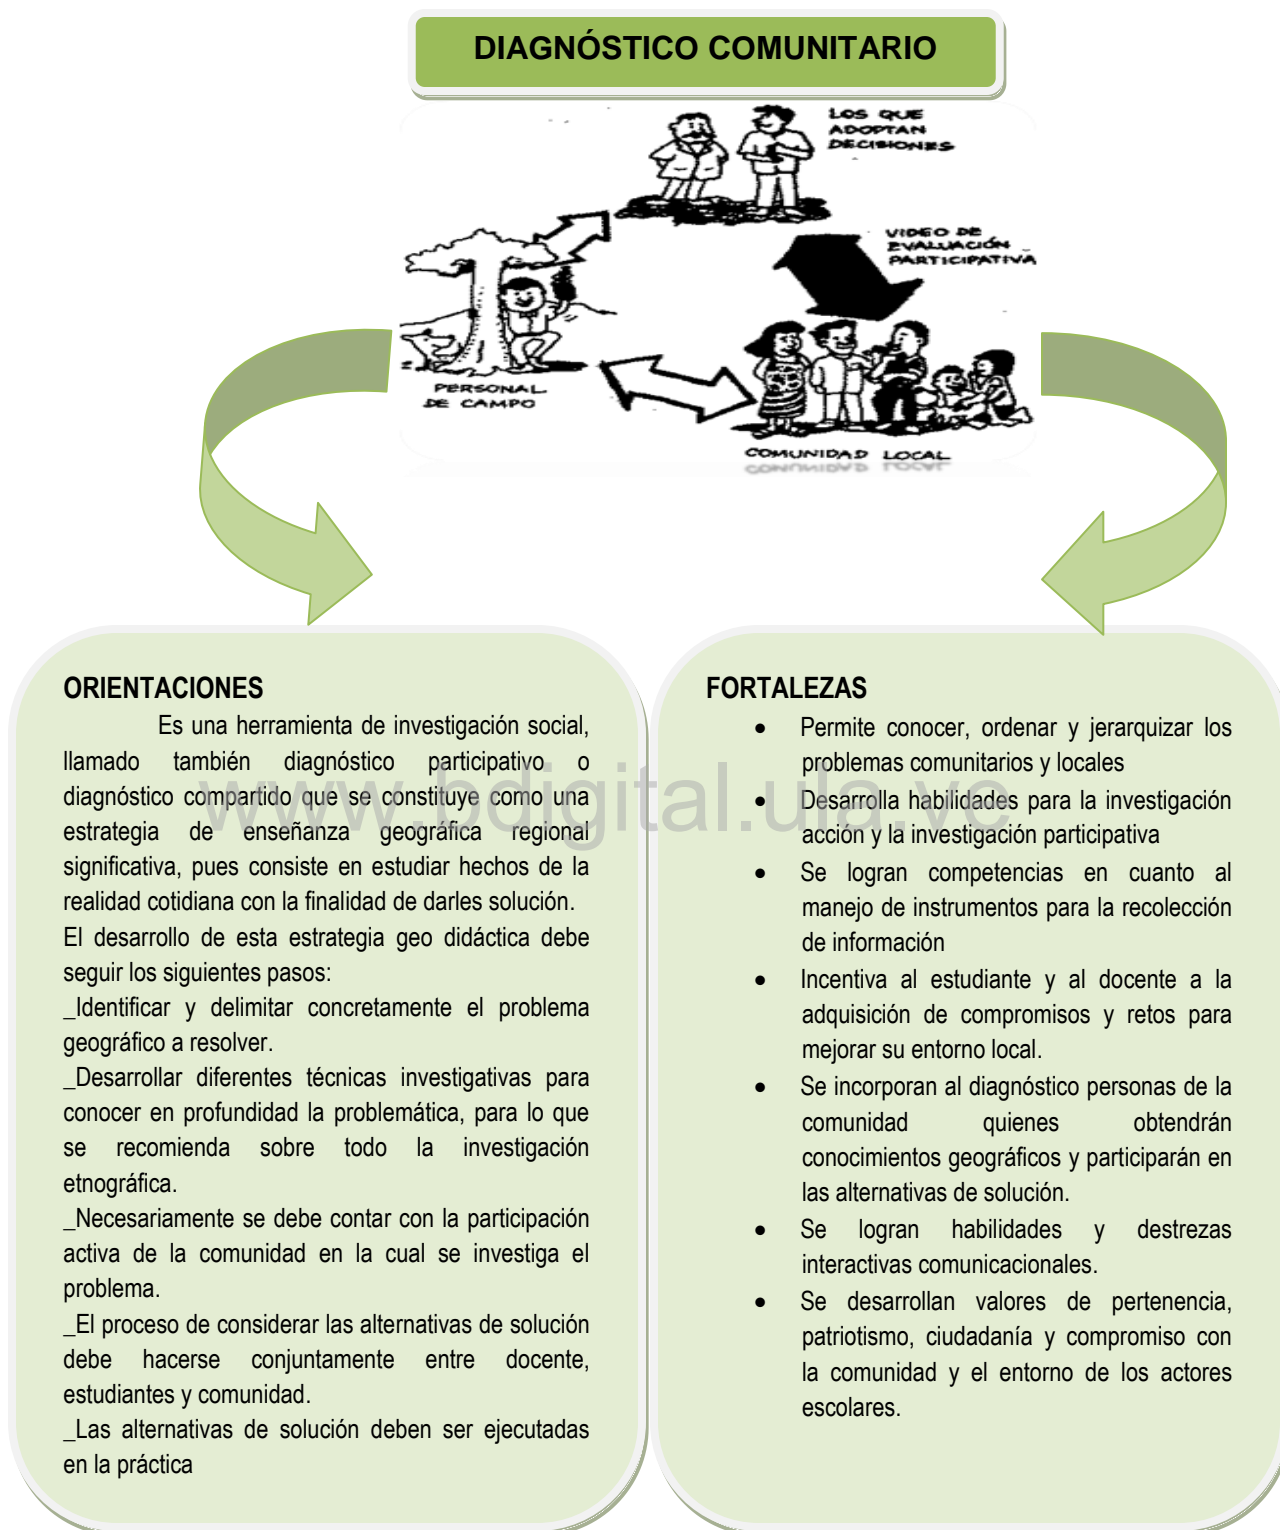 DIAGNÓSTICO COMUNITARIO
LOS QUE
ADOPTAN
DECISIONES
VIDEO DE
EVALUACIÓN
PARTICIPATIVA
PERSONAL
DE CAMPO
COMUNIDAD LOCAL
ORIENTACIONES
Es una herramienta de investigación social,
llamado también diagnóstico participativo o
diagnóstico compartido que se constituye como una
estrategia de enseñanza geográfica regional
significativa, pues consiste en estudiar hechos de la
realidad cotidiana con la finalidad de darles solución.
El desarrollo de esta estrategia geo didáctica debe
seguir los siguientes pasos:
_Identificar y delimitar concretamente el problema
geográfico a resolver.
_Desarrollar diferentes técnicas investigativas para
conocer en profundidad la problemática, para lo que
se recomienda sobre todo la investigación
etnográfica.
_Necesariamente se debe contar con la participación
activa de la comunidad en la cual se investiga el
problema.
_El proceso de considerar las alternativas de solución
debe hacerse conjuntamente entre docente,
estudiantes y comunidad.
_Las alternativas de solución deben ser ejecutadas
en la práctica
FORTALEZAS
• Permite conocer, ordenar y jerarquizar los
problemas comunitarios y locales
• Desarrolla habilidades para la investigación
acción y la investigación participativa
• Se logran competencias en cuanto al
manejo de instrumentos para la recolección
de información
• Incentiva al estudiante y al docente a la
adquisición de compromisos y retos para
mejorar su entorno local.
• Se incorporan al diagnóstico personas de la
comunidad quienes obtendrán
conocimientos geográficos y participarán en
las alternativas de solución.
• Se logran habilidades y destrezas
interactivas comunicacionales.
• Se desarrollan valores de pertenencia,
patriotismo, ciudadanía y compromiso con
la comunidad y el entorno de los actores
escolares.
www.bdigital.ula.ve